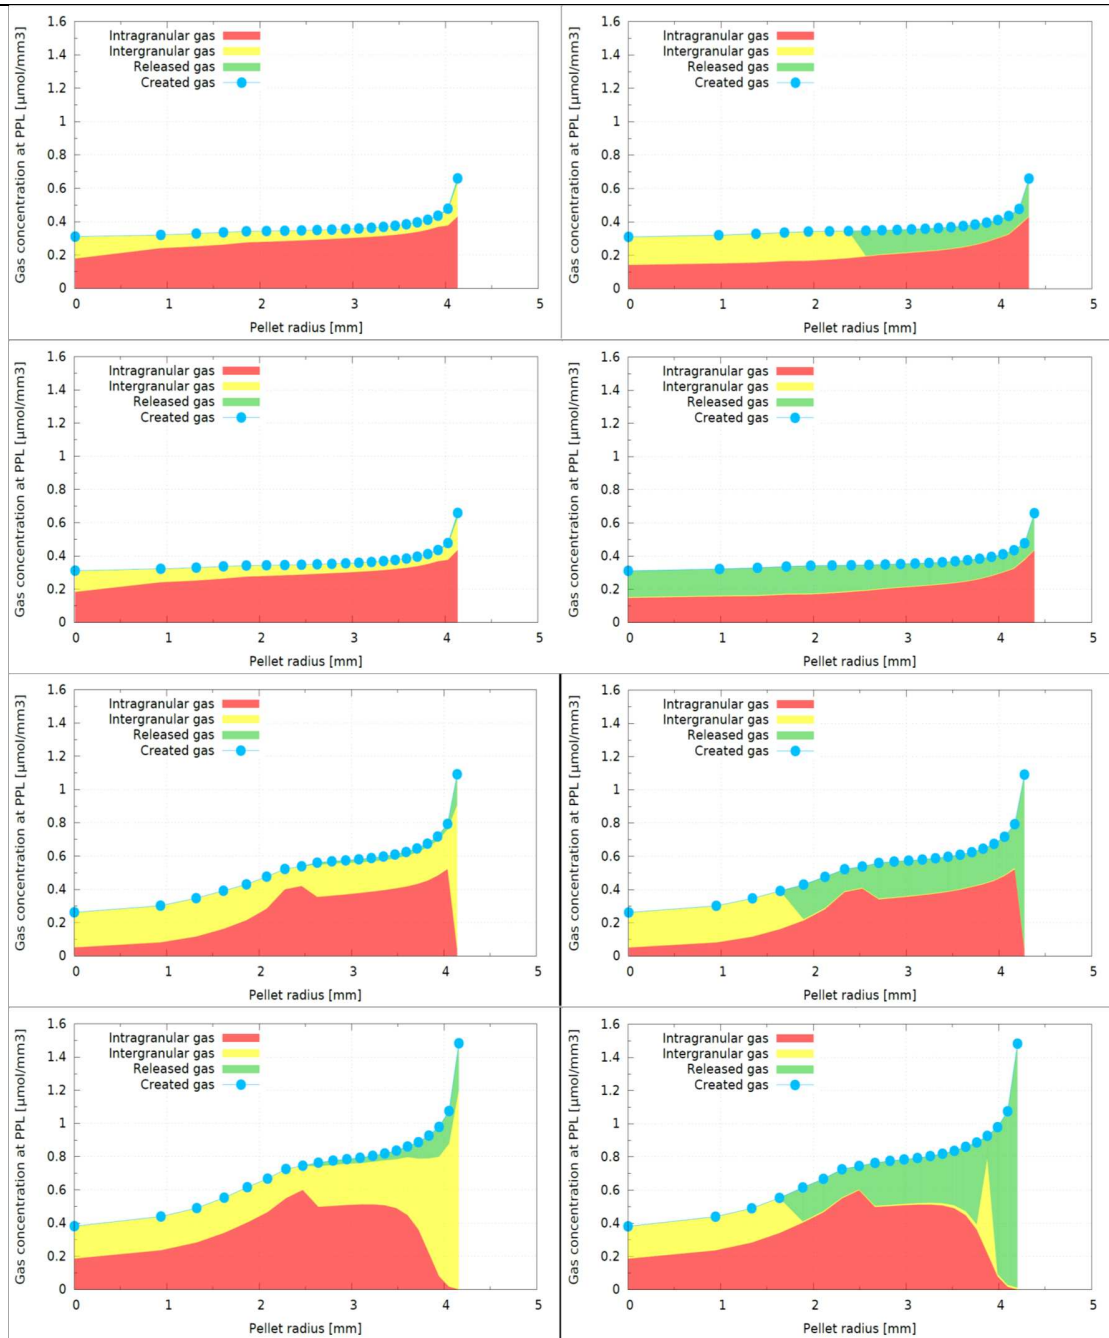 Gas concentration at PPL [µmol/mm3]
1.6
1.4
1.2
1
0.8
0.6
0.4
0.2
0
Intragranular gas
Intergranular gas
Released gas
Created gas
0 1 2 3 4 5
Pellet radius [mm]
Gas concentration at PPL [µmol/mm3]
1.6
1.4
1.2
1
0.8
0.6
0.4
0.2
0
Intragranular gas
Intergranular gas
Released gas
Created gas
0 1 2 3 4 5
Pellet radius [mm]
Gas concentration at PPL [µmol/mm3]
1.6
1.4
1.2
1
0.8
0.6
0.4
0.2
0
Intragranular gas
Intergranular gas
Released gas
Created gas
0 1 2 3 4 5
Pellet radius [mm]
Gas concentration at PPL [µmol/mm3]
1.6
1.4
1.2
1
0.8
0.6
0.4
0.2
0
Intragranular gas
Intergranular gas
Released gas
Created gas
0 1 2 3 4 5
Pellet radius [mm]
Gas concentration at PPL [µmol/mm3]
1.6
1.4
1.2
1
0.8
0.6
0.4
0.2
0
Intragranular gas
Intergranular gas
Released gas
Created gas
0 1 2 3 4 5
Pellet radius [mm]
Gas concentration at PPL [µmol/mm3]
1.6
1.4
1.2
1
0.8
0.6
0.4
0.2
0
Intragranular gas
Intergranular gas
Released gas
Created gas
0 1 2 3 4 5
Pellet radius [mm]
Gas concentration at PPL [µmol/mm3]
1.6
1.4
1.2
1
0.8
0.6
0.4
0.2
0
Intragranular gas
Intergranular gas
Released gas
Created gas
0 1 2 3 4 5
Pellet radius [mm]
Gas concentration at PPL [µmol/mm3]
1.6
1.4
1.2
1
0.8
0.6
0.4
0.2
0
Intragranular gas
Intergranular gas
Released gas
Created gas
0 1 2 3 4 5
Pellet radius [mm]